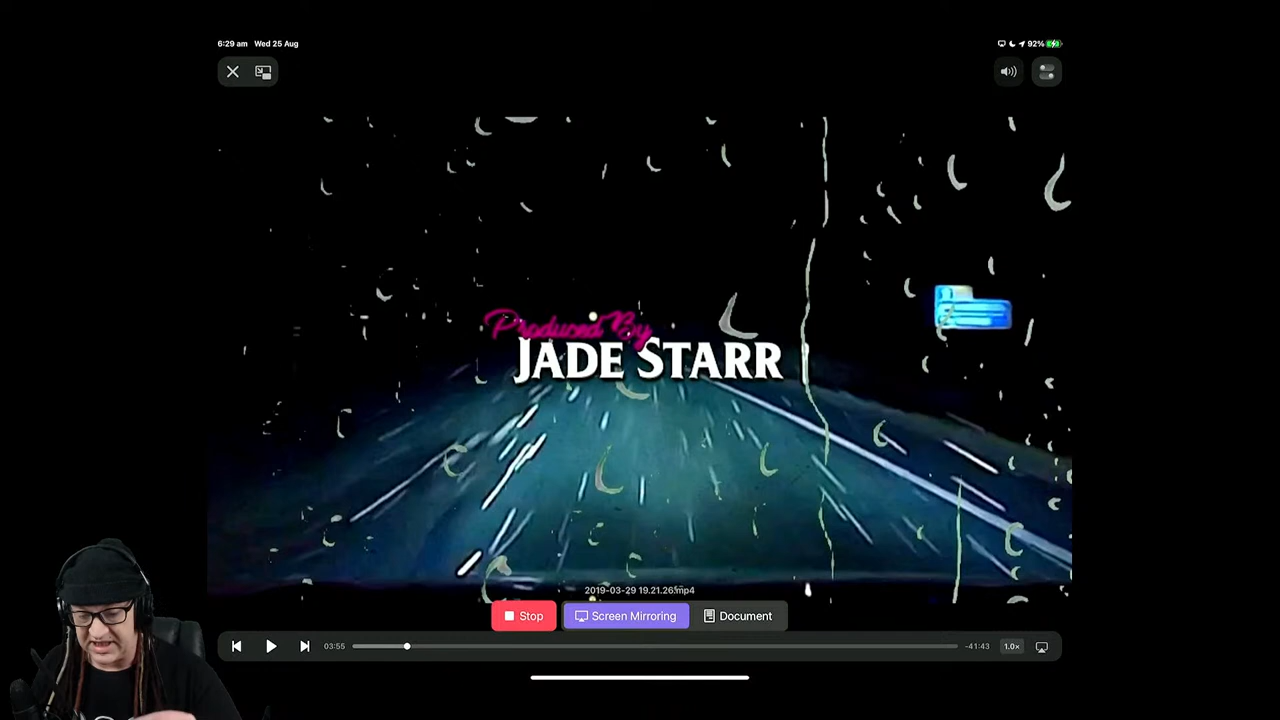 6:29 am Wed 25 Aug
92%
Produced By
JADE STARR
2019-03-29 19.21.26.mp4
Stop
Screen Mirroring
Document
03:55
-41:43
1.0×